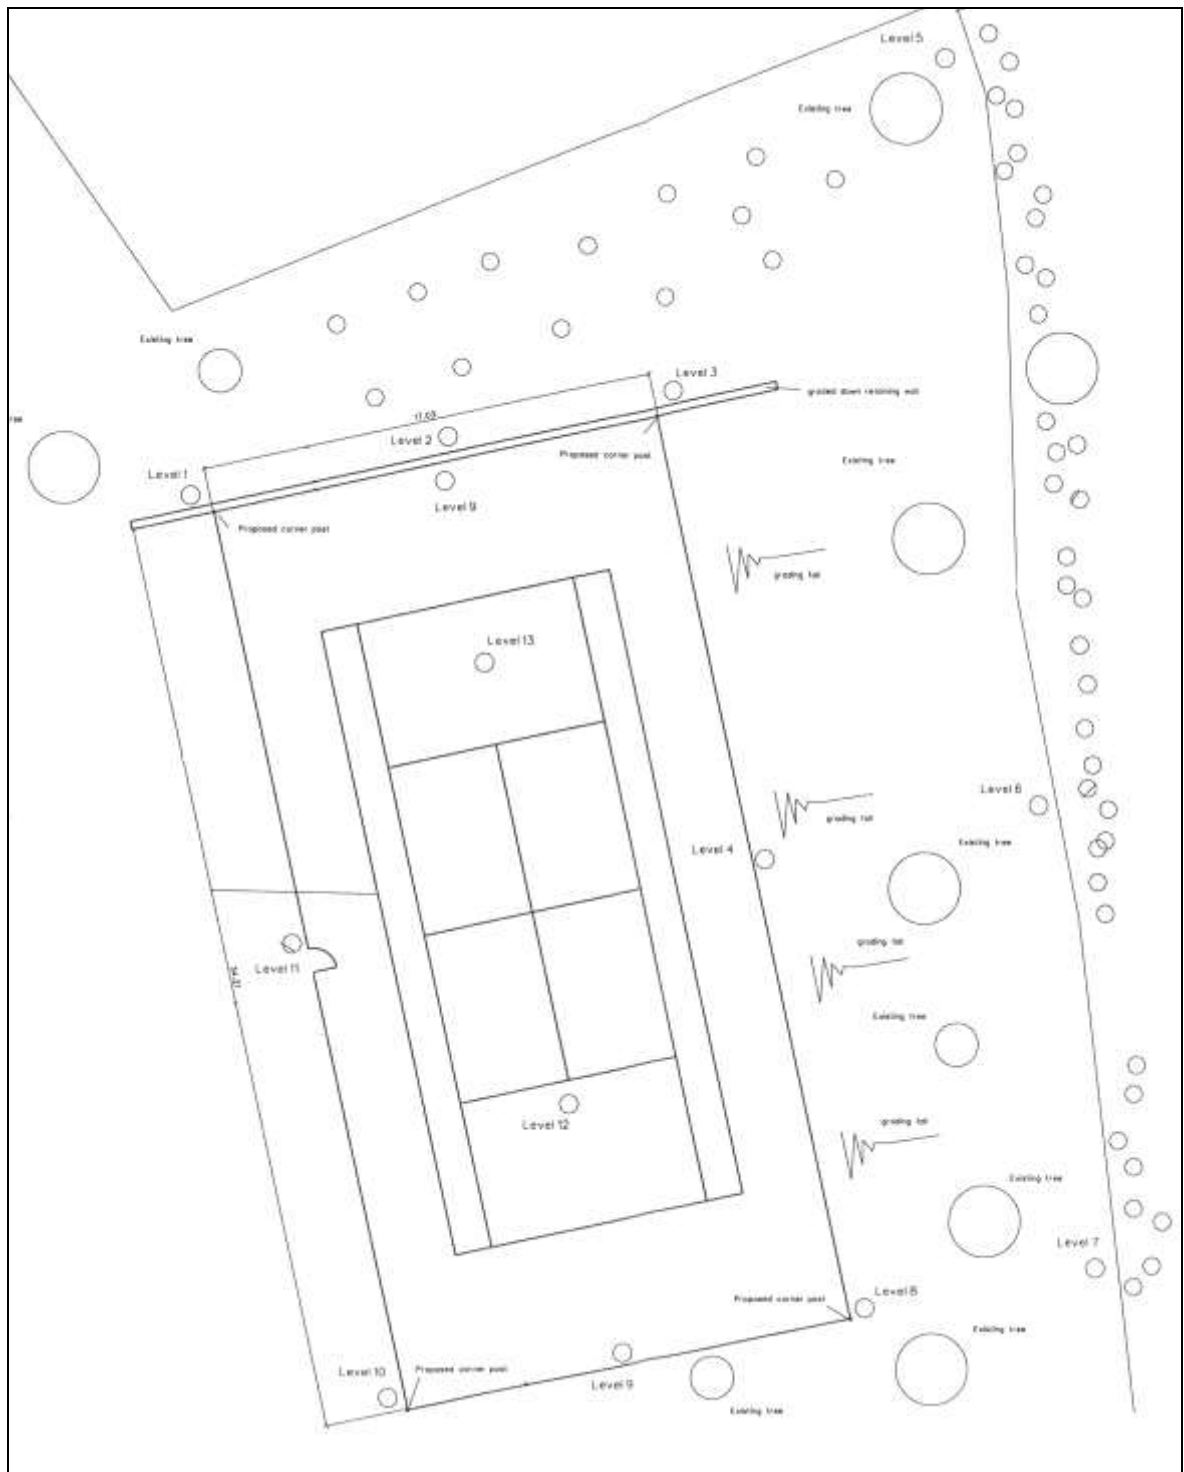 Level 5
Existing tree
Existing tree
ree
Level 3
graded down retaining wall
Level 2
Proposed corner post
Existing tree
Level 1
Level 9
Proposed corner post
grading fall
Level 13
Level 6
grading fall
Existing tree
Level 4
grading fall
Level 11
Existing tree
grading fall
Level 12
Existing tree
Level 7
Level 8
Proposed corner post
Existing tree
Level 10
Proposed corner post
Level 9
Existing tree